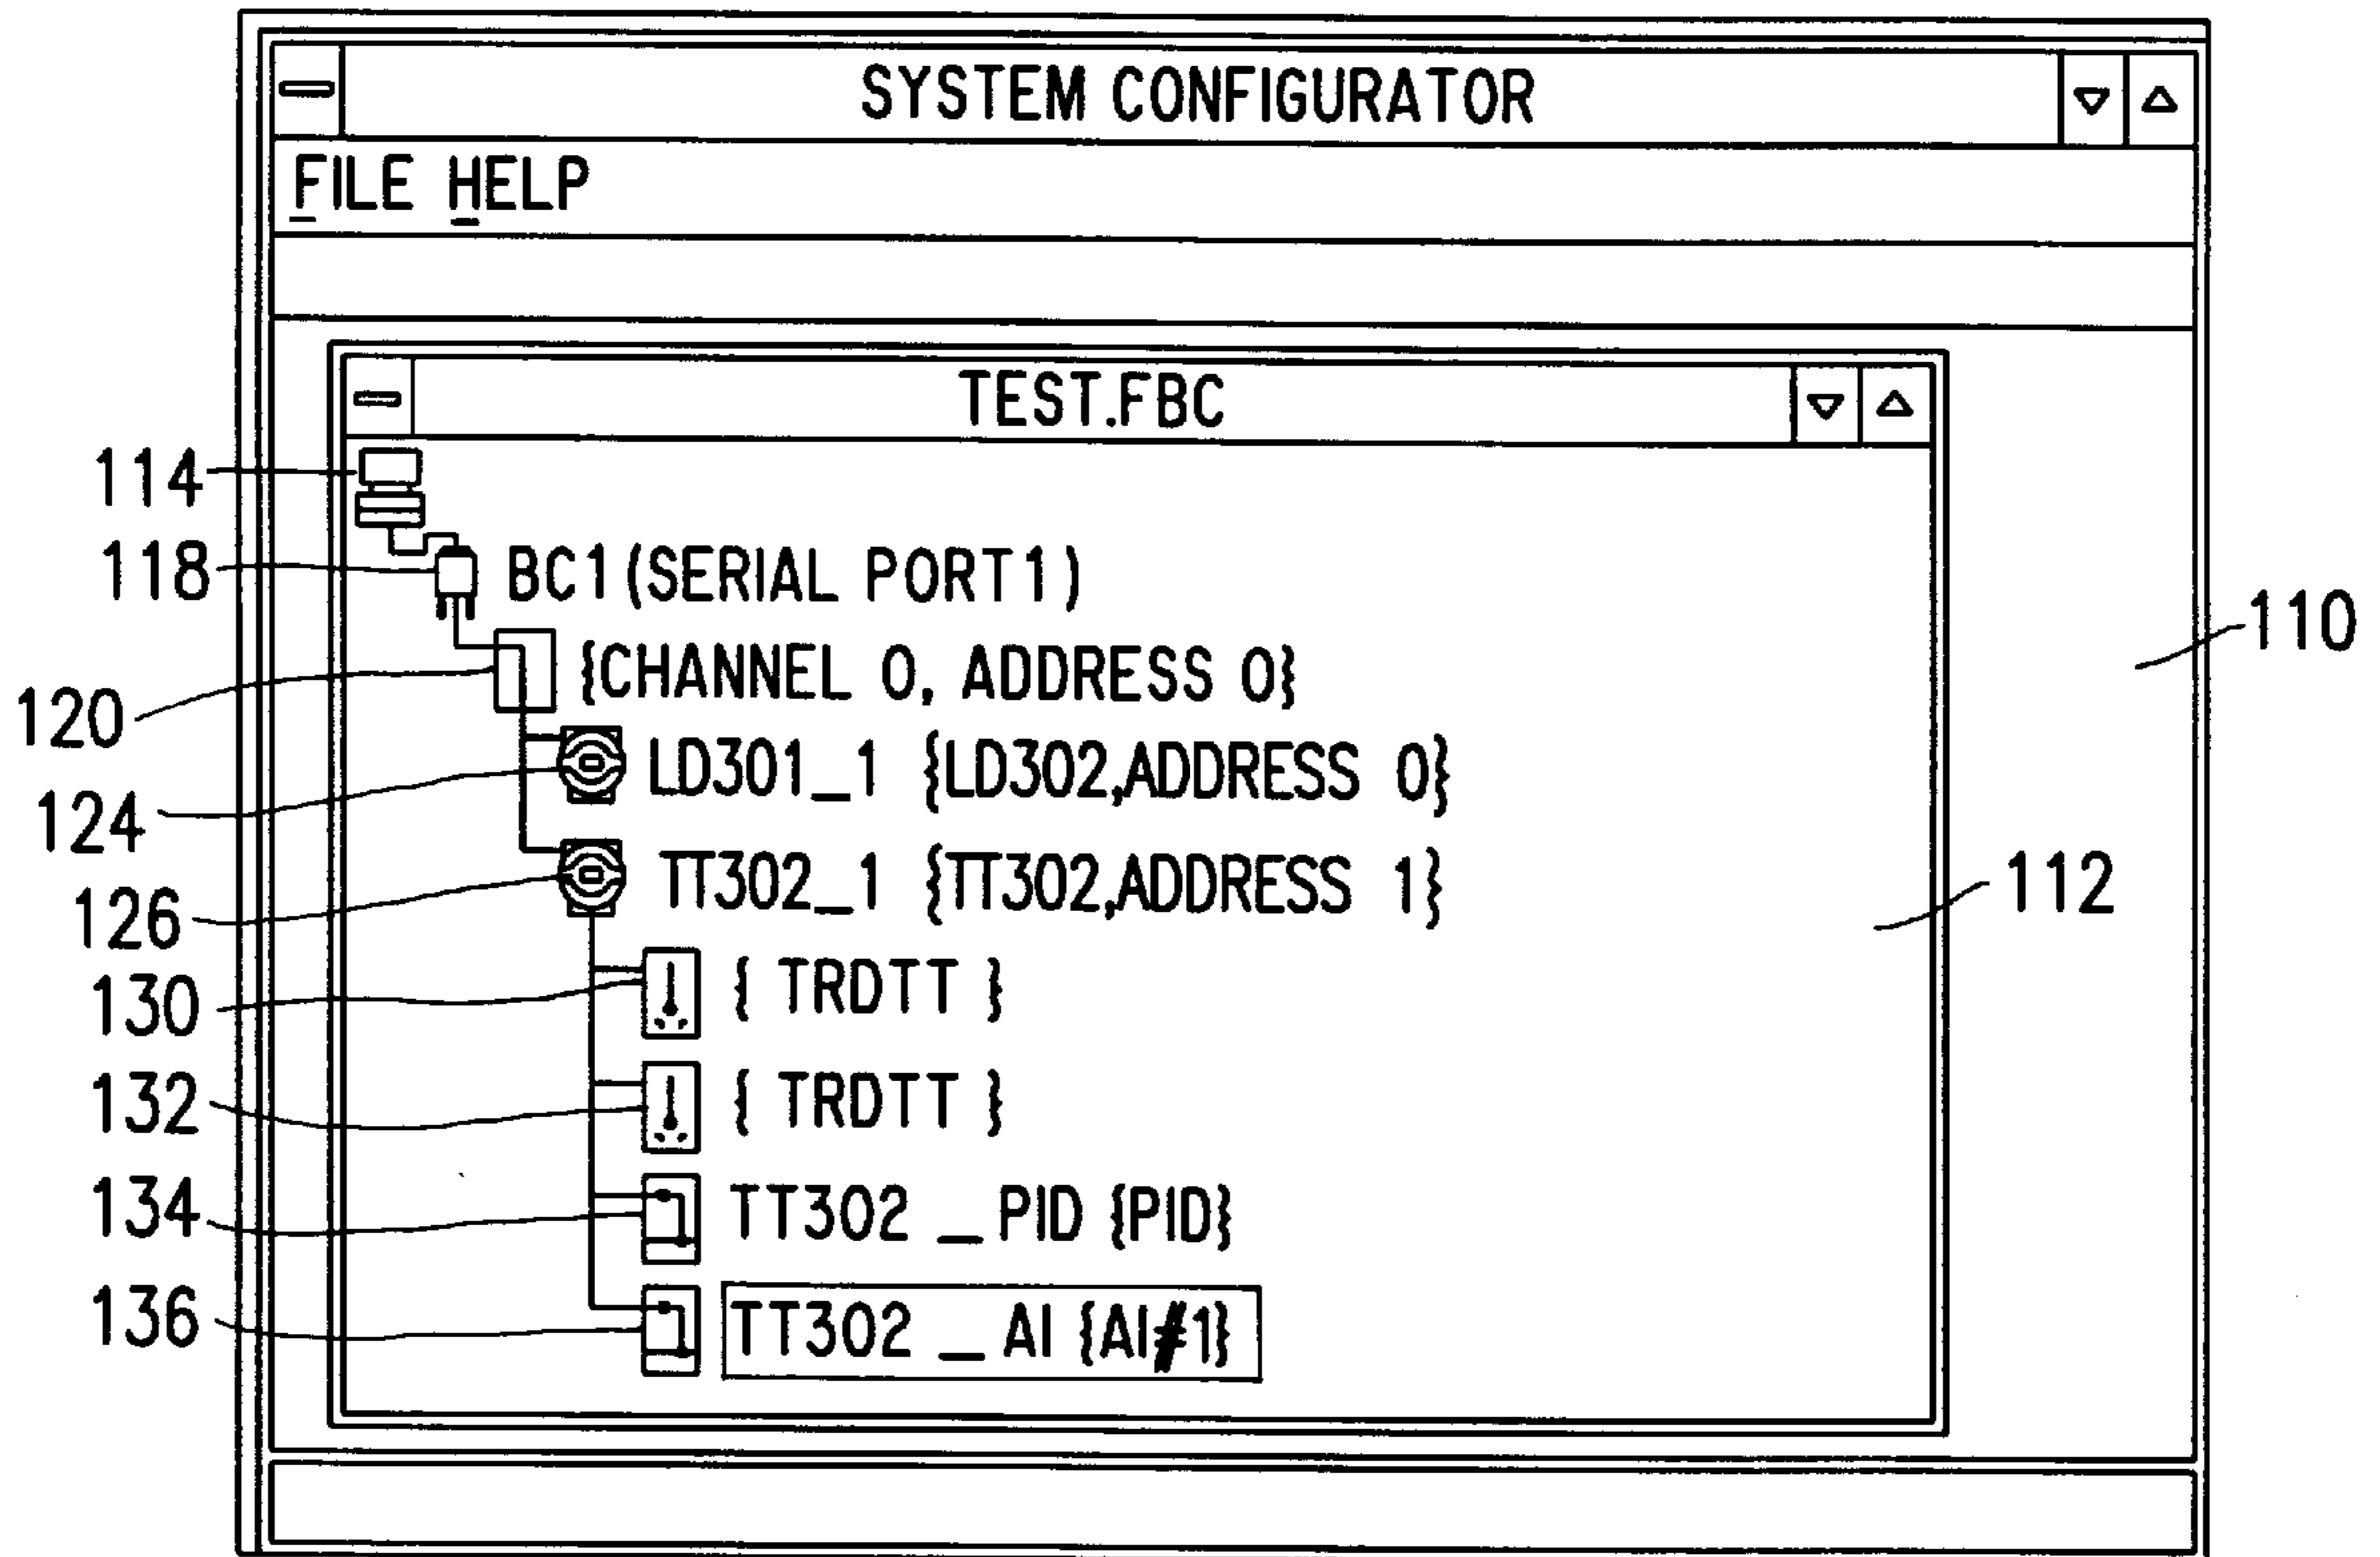 SYSTEM CONFIGURATOR
FILE HELP
TEST.FBC
114
118 BC1 (SERIAL PORT1)
110
120 {CHANNEL 0, ADDRESS 0}
124 LD301_1 {LD302,ADDRESS 0}
126 TT302_1 {TT302,ADDRESS 1}
112
130 { TRDTT }
132 { TRDTT }
134 TT302 _ PID {PID}
136 TT302 _ AI {AI#1}